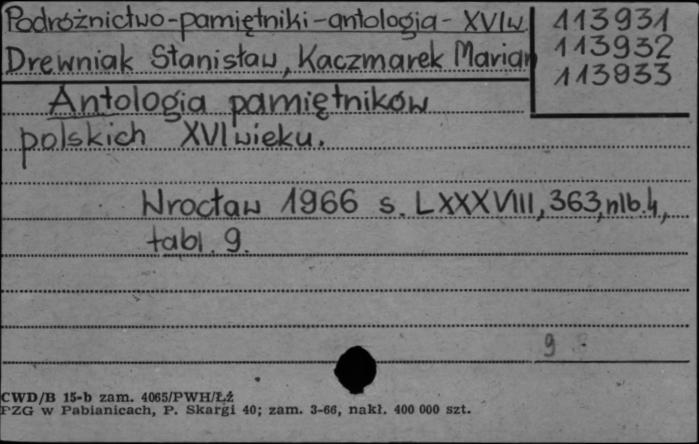 Podróżnictwo-pamiętniki-antologia- XVIw.
113931
Drewniak Stanisław, Kaczmarek Marian
113932
113933
Antologia pamiętników
polskich XVI wieku.
Wrocław 1966 s. LXXXVIII, 363, nlb.4,
tabl. 9.
9
CWD/B 15-b zam. 4065/PWH/ŁŻ
PZG w Pabianicach, P. Skargi 40; zam. 3-66, nakł. 400 000 szt.